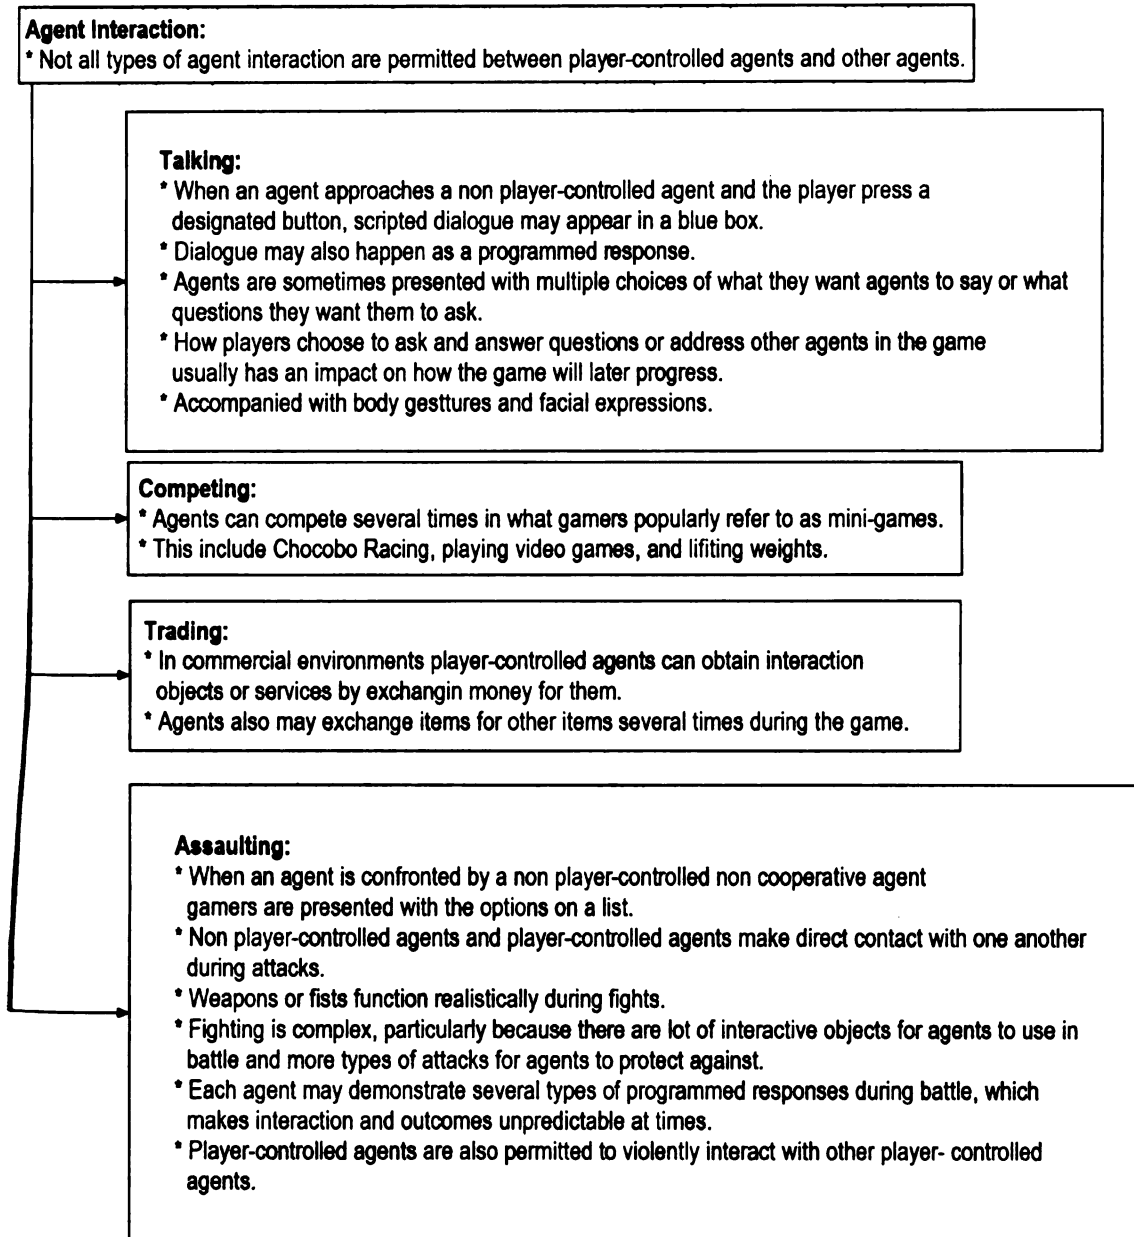 Agent Interaction:
* Not all types of agent interaction are permitted between player-controlled agents and other agents.
Talking:
* When an agent approaches a non player-controlled agent and the player press a
designated button, scripted dialogue may appear in a blue box.
* Dialogue may also happen as a programmed response.
* Agents are sometimes presented with multiple choices of what they want agents to say or what
questions they want them to ask.
* How players choose to ask and answer questions or address other agents in the game
usually has an impact on how the game will later progress.
* Accompanied with body gesttures and facial expressions.
Competing:
* Agents can compete several times in what gamers popularly refer to as mini-games.
* This include Chocobo Racing, playing video games, and lifiting weights.
Trading:
* In commercial environments player-controlled agents can obtain interaction
objects or services by exchangin money for them.
* Agents also may exchange items for other items several times during the game.
Assaulting:
* When an agent is confronted by a non player-controlled non cooperative agent
gamers are presented with the options on a list.
* Non player-controlled agents and player-controlled agents make direct contact with one another
during attacks.
* Weapons or fists function realistically during fights.
* Fighting is complex, particularly because there are lot of interactive objects for agents to use in
battle and more types of attacks for agents to protect against.
* Each agent may demonstrate several types of programmed responses during battle, which
makes interaction and outcomes unpredictable at times.
* Player-controlled agents are also permitted to violently interact with other player- controlled
agents.